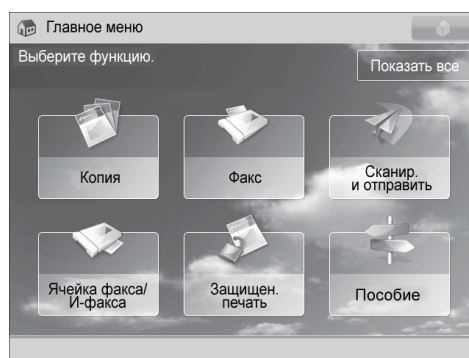 Главное меню
Выберите функцию.
Показать все
Копия
Факс
Сканир.
и отправить
Ячейка факса/
И-факса
Защищен.
печать
Пособие